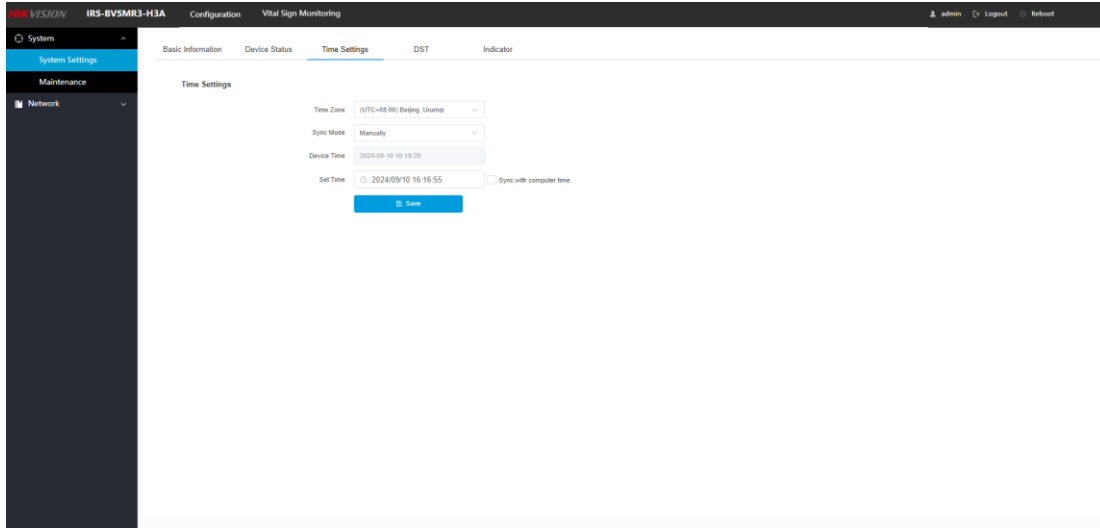 HIKVISION IRS-BVSMR3-H3A Configuration Vital Sign Monitoring admin Logout Reboot
System
System Settings
Maintenance
Network
Basic Information Device Status Time Settings DST Indicator
Time Settings
Time Zone (UTC+08:00) Beijing, Urumqi
Sync Mode Manually
Device Time 2024-09-10 16:19:29
Set Time 2024/09/10 16:16:55 Sync with computer time
Save